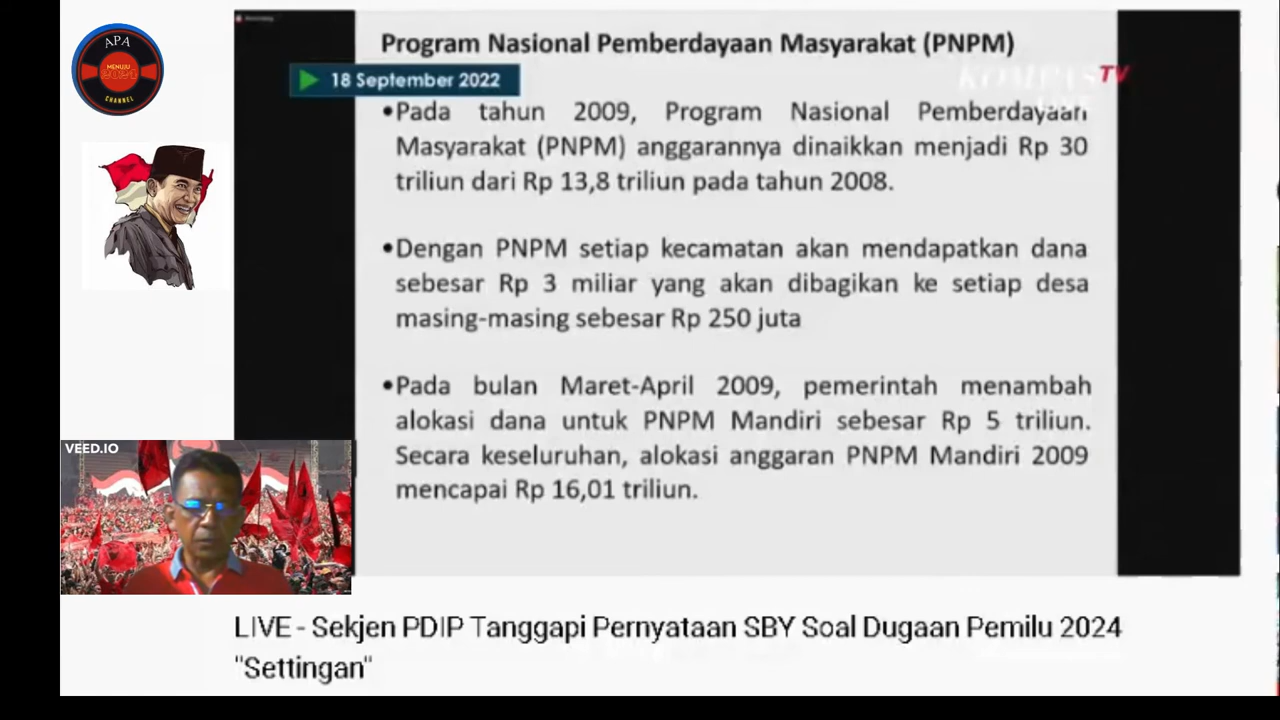 APA
MENUJU
2024
CHANNEL
Program Nasional Pemberdayaan Masyarakat (PNPM)
18 September 2022
KOMPAS TV
•Pada tahun 2009, Program Nasional Pemberdayaan
Masyarakat (PNPM) anggarannya dinaikkan menjadi Rp 30
triliun dari Rp 13,8 triliun pada tahun 2008.
•Dengan PNPM setiap kecamatan akan mendapatkan dana
sebesar Rp 3 miliar yang akan dibagikan ke setiap desa
masing-masing sebesar Rp 250 juta
•Pada bulan Maret-April 2009, pemerintah menambah
alokasi dana untuk PNPM Mandiri sebesar Rp 5 triliun.
Secara keseluruhan, alokasi anggaran PNPM Mandiri 2009
mencapai Rp 16,01 triliun.
VEED.IO
LIVE - Sekjen PDIP Tanggapi Pernyataan SBY Soal Dugaan Pemilu 2024
"Settingan"